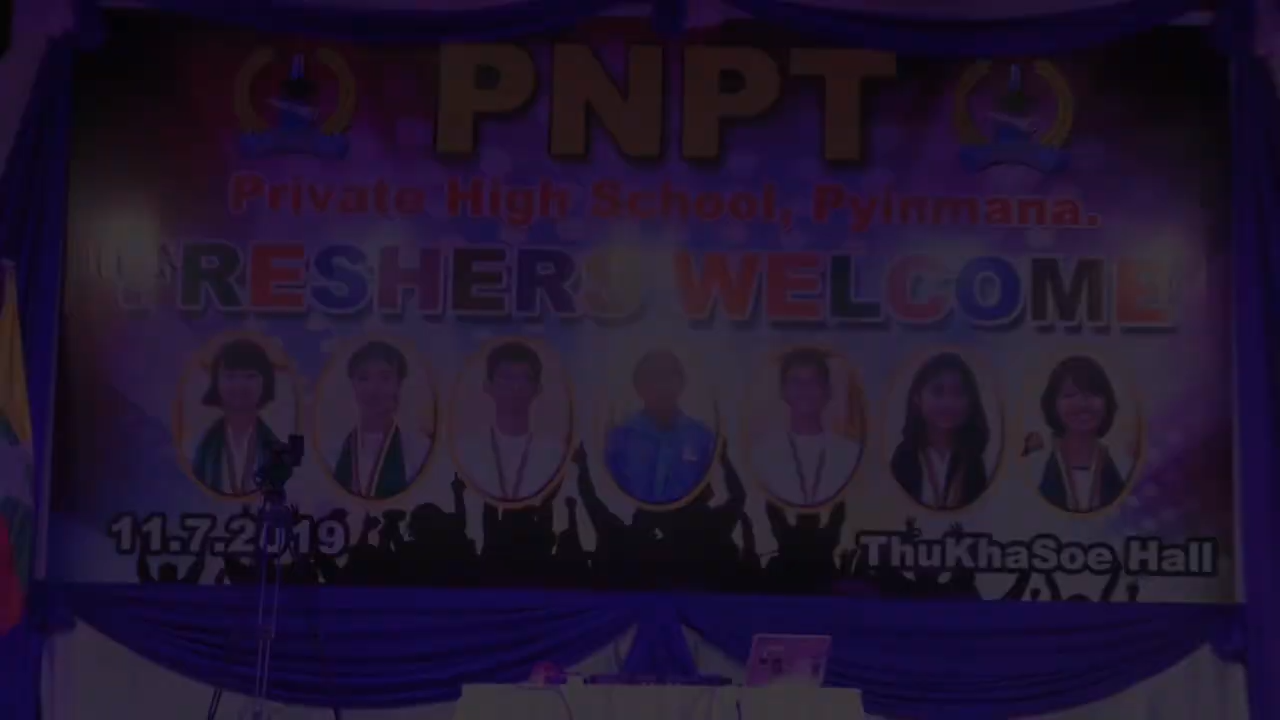 PNPT
Private High School, Pyinmana.
FRESHERS WELCOME
11.7.2019
ThuKhaSoe Hall